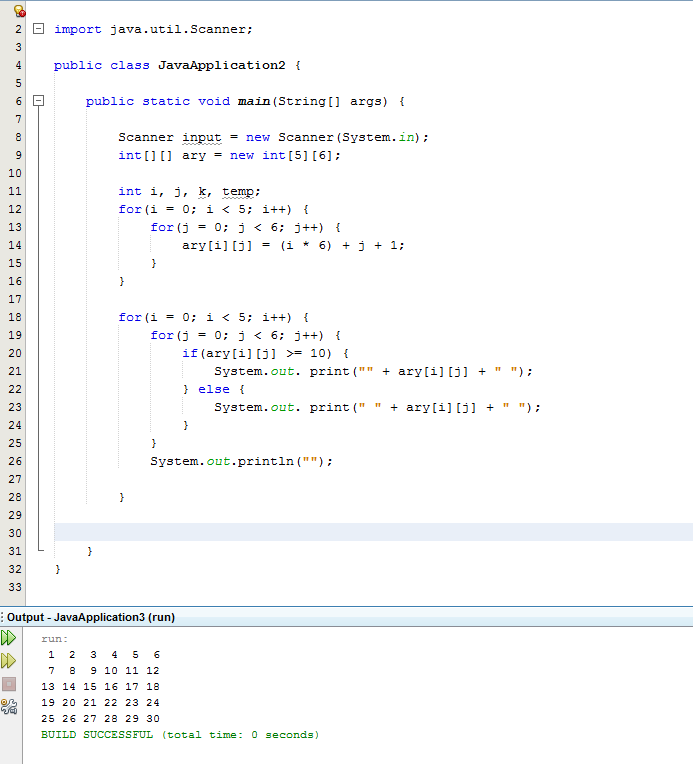 2 import java.util.Scanner;
3
4 public class JavaApplication2 {
5
6     public static void main(String[] args) {
7
8         Scanner input = new Scanner(System.in);
9         int[][] ary = new int[5][6];
10
11         int i, j, k, temp;
12         for(i = 0; i < 5; i++) {
13             for(j = 0; j < 6; j++) {
14                 ary[i][j] = (i * 6) + j + 1;
15             }
16         }
17
18         for(i = 0; i < 5; i++) {
19             for(j = 0; j < 6; j++) {
20                 if(ary[i][j] >= 10) {
21                     System.out. print("" + ary[i][j] + " ");
22                 } else {
23                     System.out. print(" " + ary[i][j] + " ");
24                 }
25             }
26             System.out.println("");
27
28         }
29
30
31     }
32 }
33
Output - JavaApplication3 (run)
run:
 1  2  3  4  5  6
 7  8  9 10 11 12
13 14 15 16 17 18
19 20 21 22 23 24
25 26 27 28 29 30
BUILD SUCCESSFUL (total time: 0 seconds)